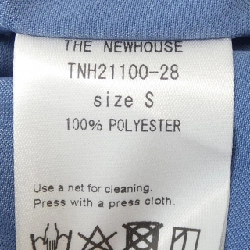 THE NEWHOUSE
TNH21100-28
size S
100% POLYESTER
Use a net for cleaning.
Press with a press cloth.